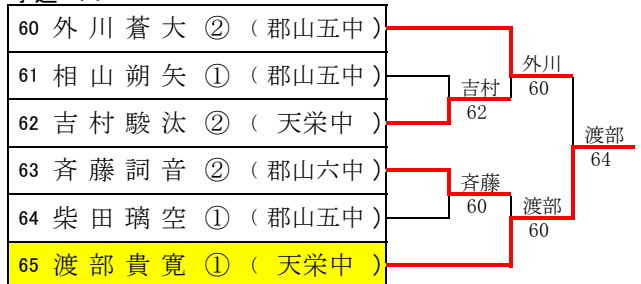 60 外川蒼大 ② (郡山五中)
61 相山朔矢 ① (郡山五中)
62 吉村駿汰 ② ( 天栄中 )
63 斉藤詞音 ② (郡山六中)
64 柴田璃空 ① (郡山五中)
65 渡部貴寛 ① ( 天栄中 )
吉村
62
斉藤
60
外川
60
渡部
60
渡部
64